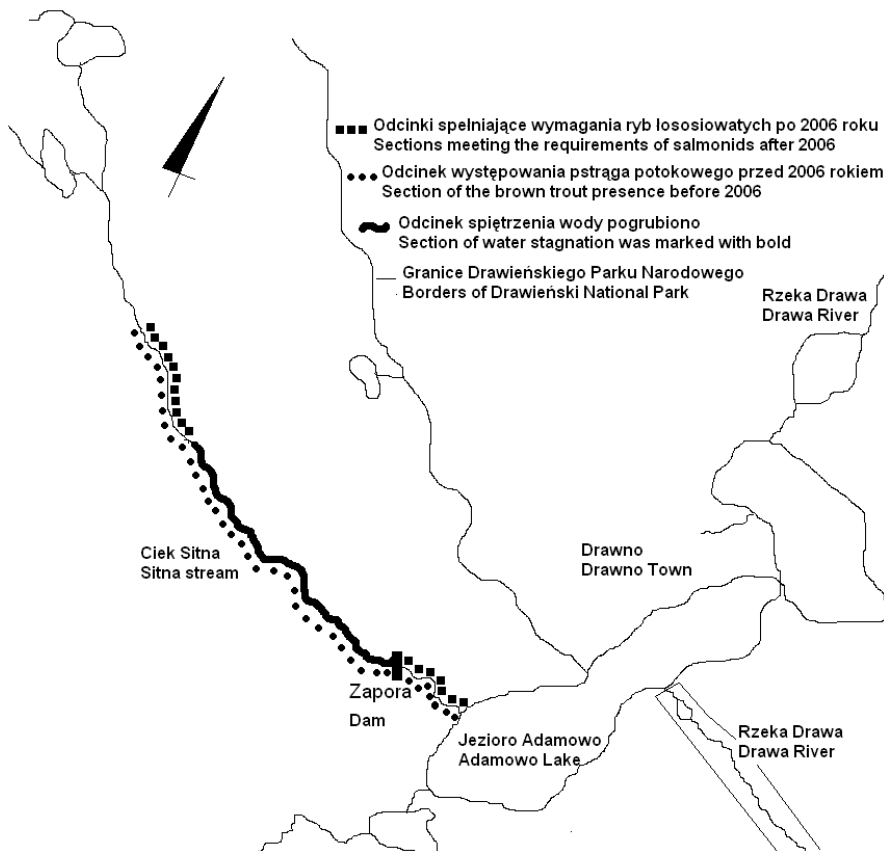 Odcinki spełniające wymagania ryb łososiowatych po 2006 roku
Sections meeting the requirements of salmonids after 2006
Odcinek występowania pstrąga potokowego przed 2006 rokiem
Section of the brown trout presence before 2006
Odcinek spiętrzenia wody pogrubiono
Section of water stagnation was marked with bold
Granice Drawieńskiego Parku Narodowego
Borders of Drawieński National Park
Rzeka Drawa
Drawa River
Ciek Sitna
Sitna stream
Drawno
Drawno Town
Zapora
Dam
Jezioro Adamowo
Adamowo Lake
Rzeka Drawa
Drawa River